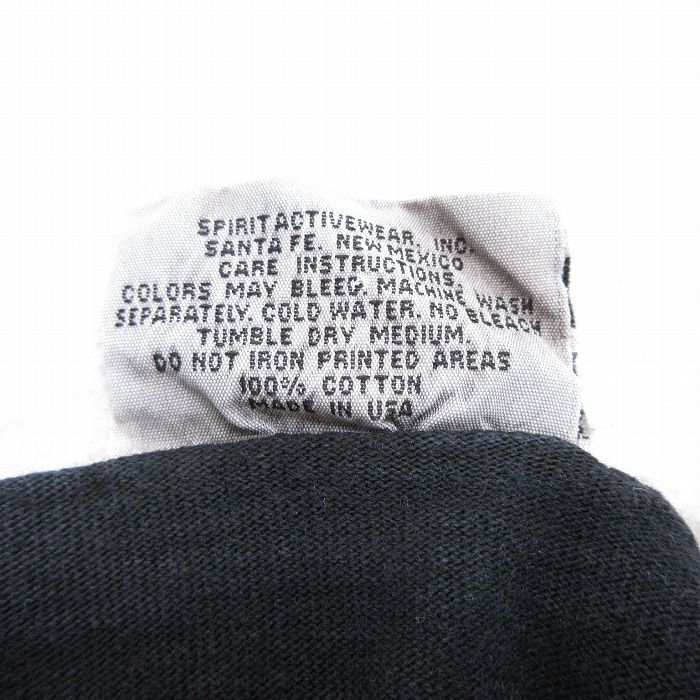 SPIRIT ACTIVEWEAR, INC.
SANTA FE, NEW MEXICO
CARE INSTRUCTIONS.
COLORS MAY BLEED, MACHINE WASH
SEPARATELY. COLD WATER. NO BLEACH
TUMBLE DRY MEDIUM.
DO NOT IRON PRINTED AREAS
100% COTTON
MADE IN USA